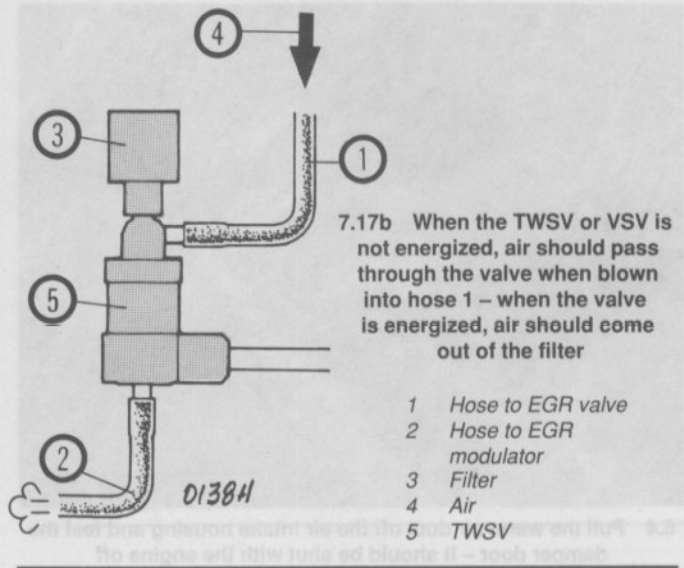 4
3
1
7.17b When the TWSV or VSV is
not energized, air should pass
through the valve when blown
into hose 1 – when the valve
is energized, air should come
out of the filter
5
1 Hose to EGR valve
2 Hose to EGR
modulator
3 Filter
4 Air
5 TWSV
2
0138H
6.4 Pull the warm air duct off the air intake housing and feel the
damper door – it should be shut with the engine off